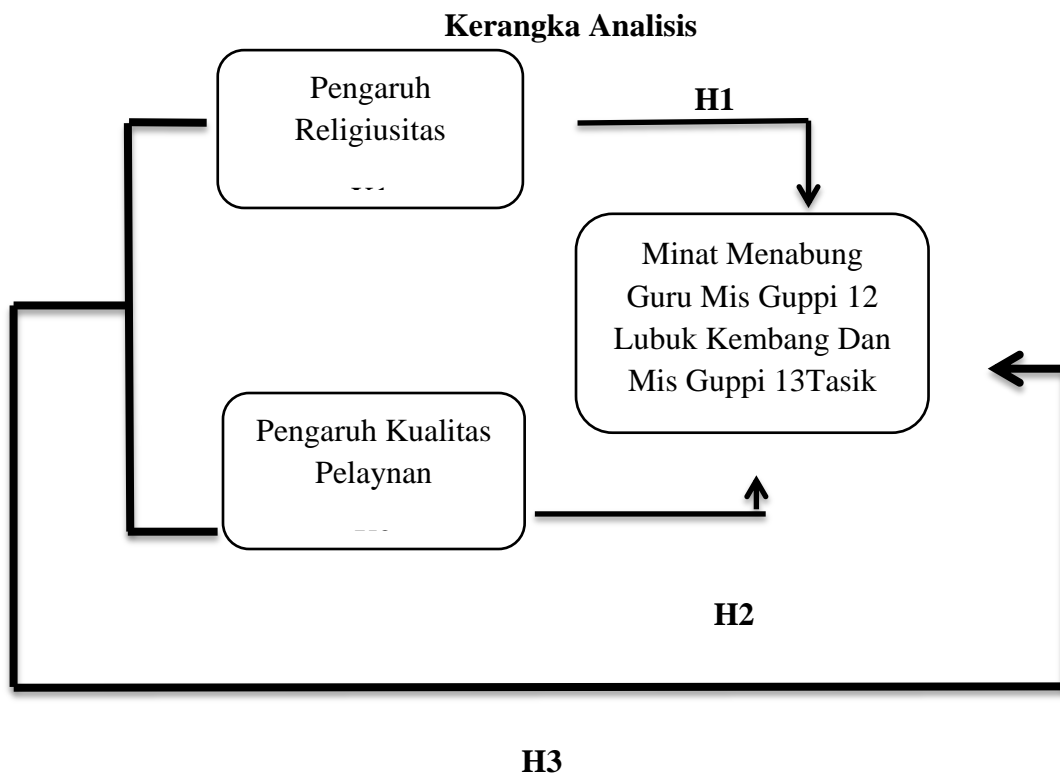 Kerangka Analisis
Pengaruh
Religiusitas
H1
Minat Menabung
Guru Mis Guppi 12
Lubuk Kembang Dan
Mis Guppi 13Tasik
Pengaruh Kualitas
Pelaynan
H2
H3